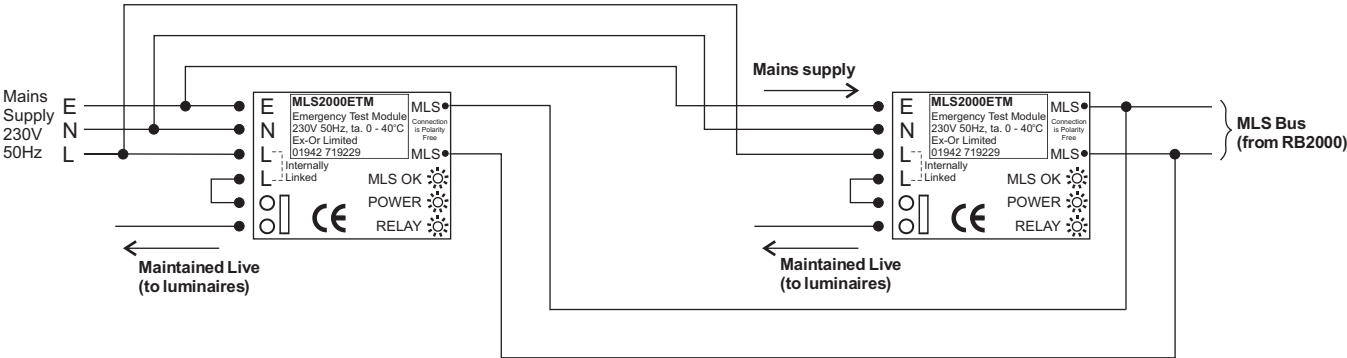 Mains
Supply
230V
50Hz
E
N
L
E
N
L
L
Internally
Linked
MLS2000ETM
Emergency Test Module
230V 50Hz, ta. 0 - 40°C
Ex-Or Limited
01942 719229
MLS
Connection
is Polarity
Free
MLS
MLS OK
POWER
RELAY
CE
Maintained Live
(to luminaires)
Mains supply
E
N
L
L
Internally
Linked
MLS2000ETM
Emergency Test Module
230V 50Hz, ta. 0 - 40°C
Ex-Or Limited
01942 719229
MLS
Connection
is Polarity
Free
MLS
MLS OK
POWER
RELAY
CE
Maintained Live
(to luminaires)
MLS Bus
(from RB2000)